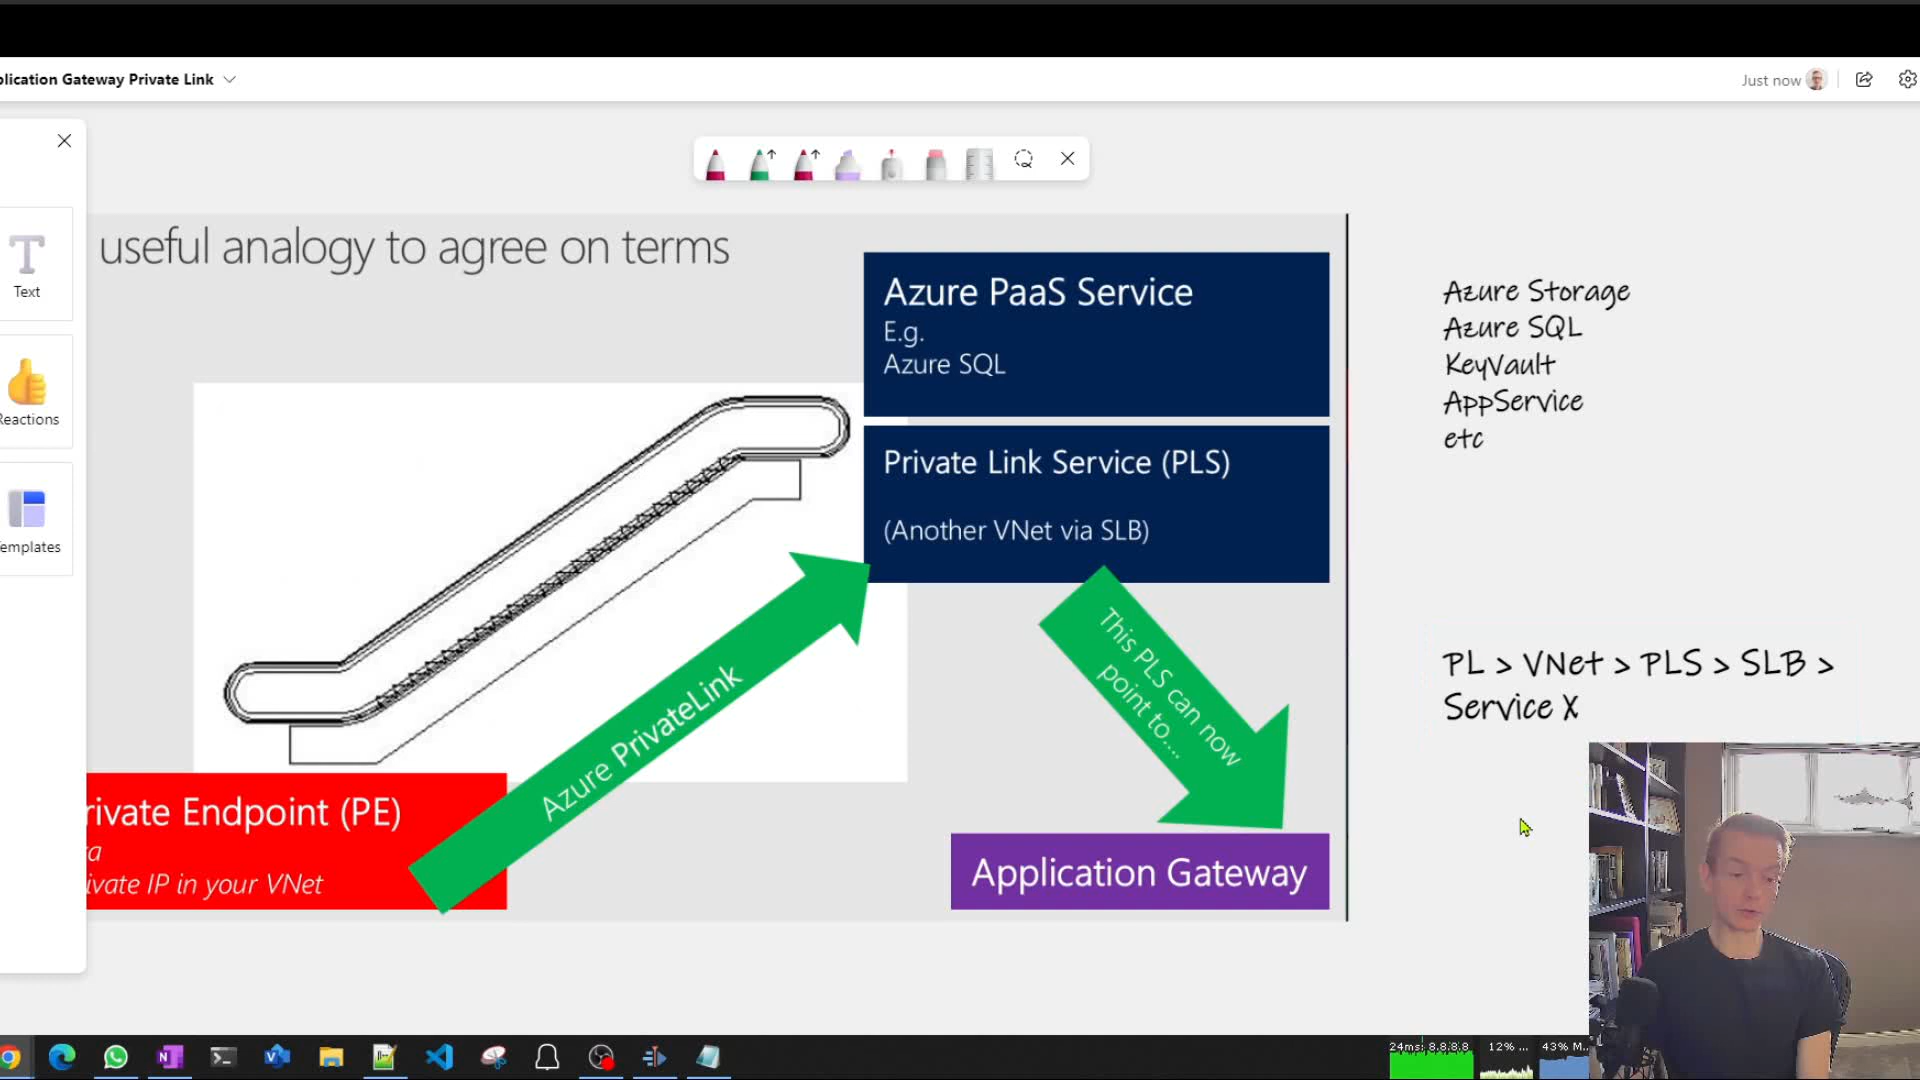 plication Gateway Private Link
Just now
useful analogy to agree on terms
Text
Reactions
emplates
Azure PaaS Service
E.g.
Azure SQL
Private Link Service (PLS)
(Another VNet via SLB)
Azure PrivateLink
This PLS can now
point to....
rivate Endpoint (PE)
ra
ivate IP in your VNet
Application Gateway
Azure Storage
Azure SQL
KeyVault
AppService
etc
PL > VNet > PLS > SLB >
Service X
24ms: 8.8.8.8
12% ...
43% M...